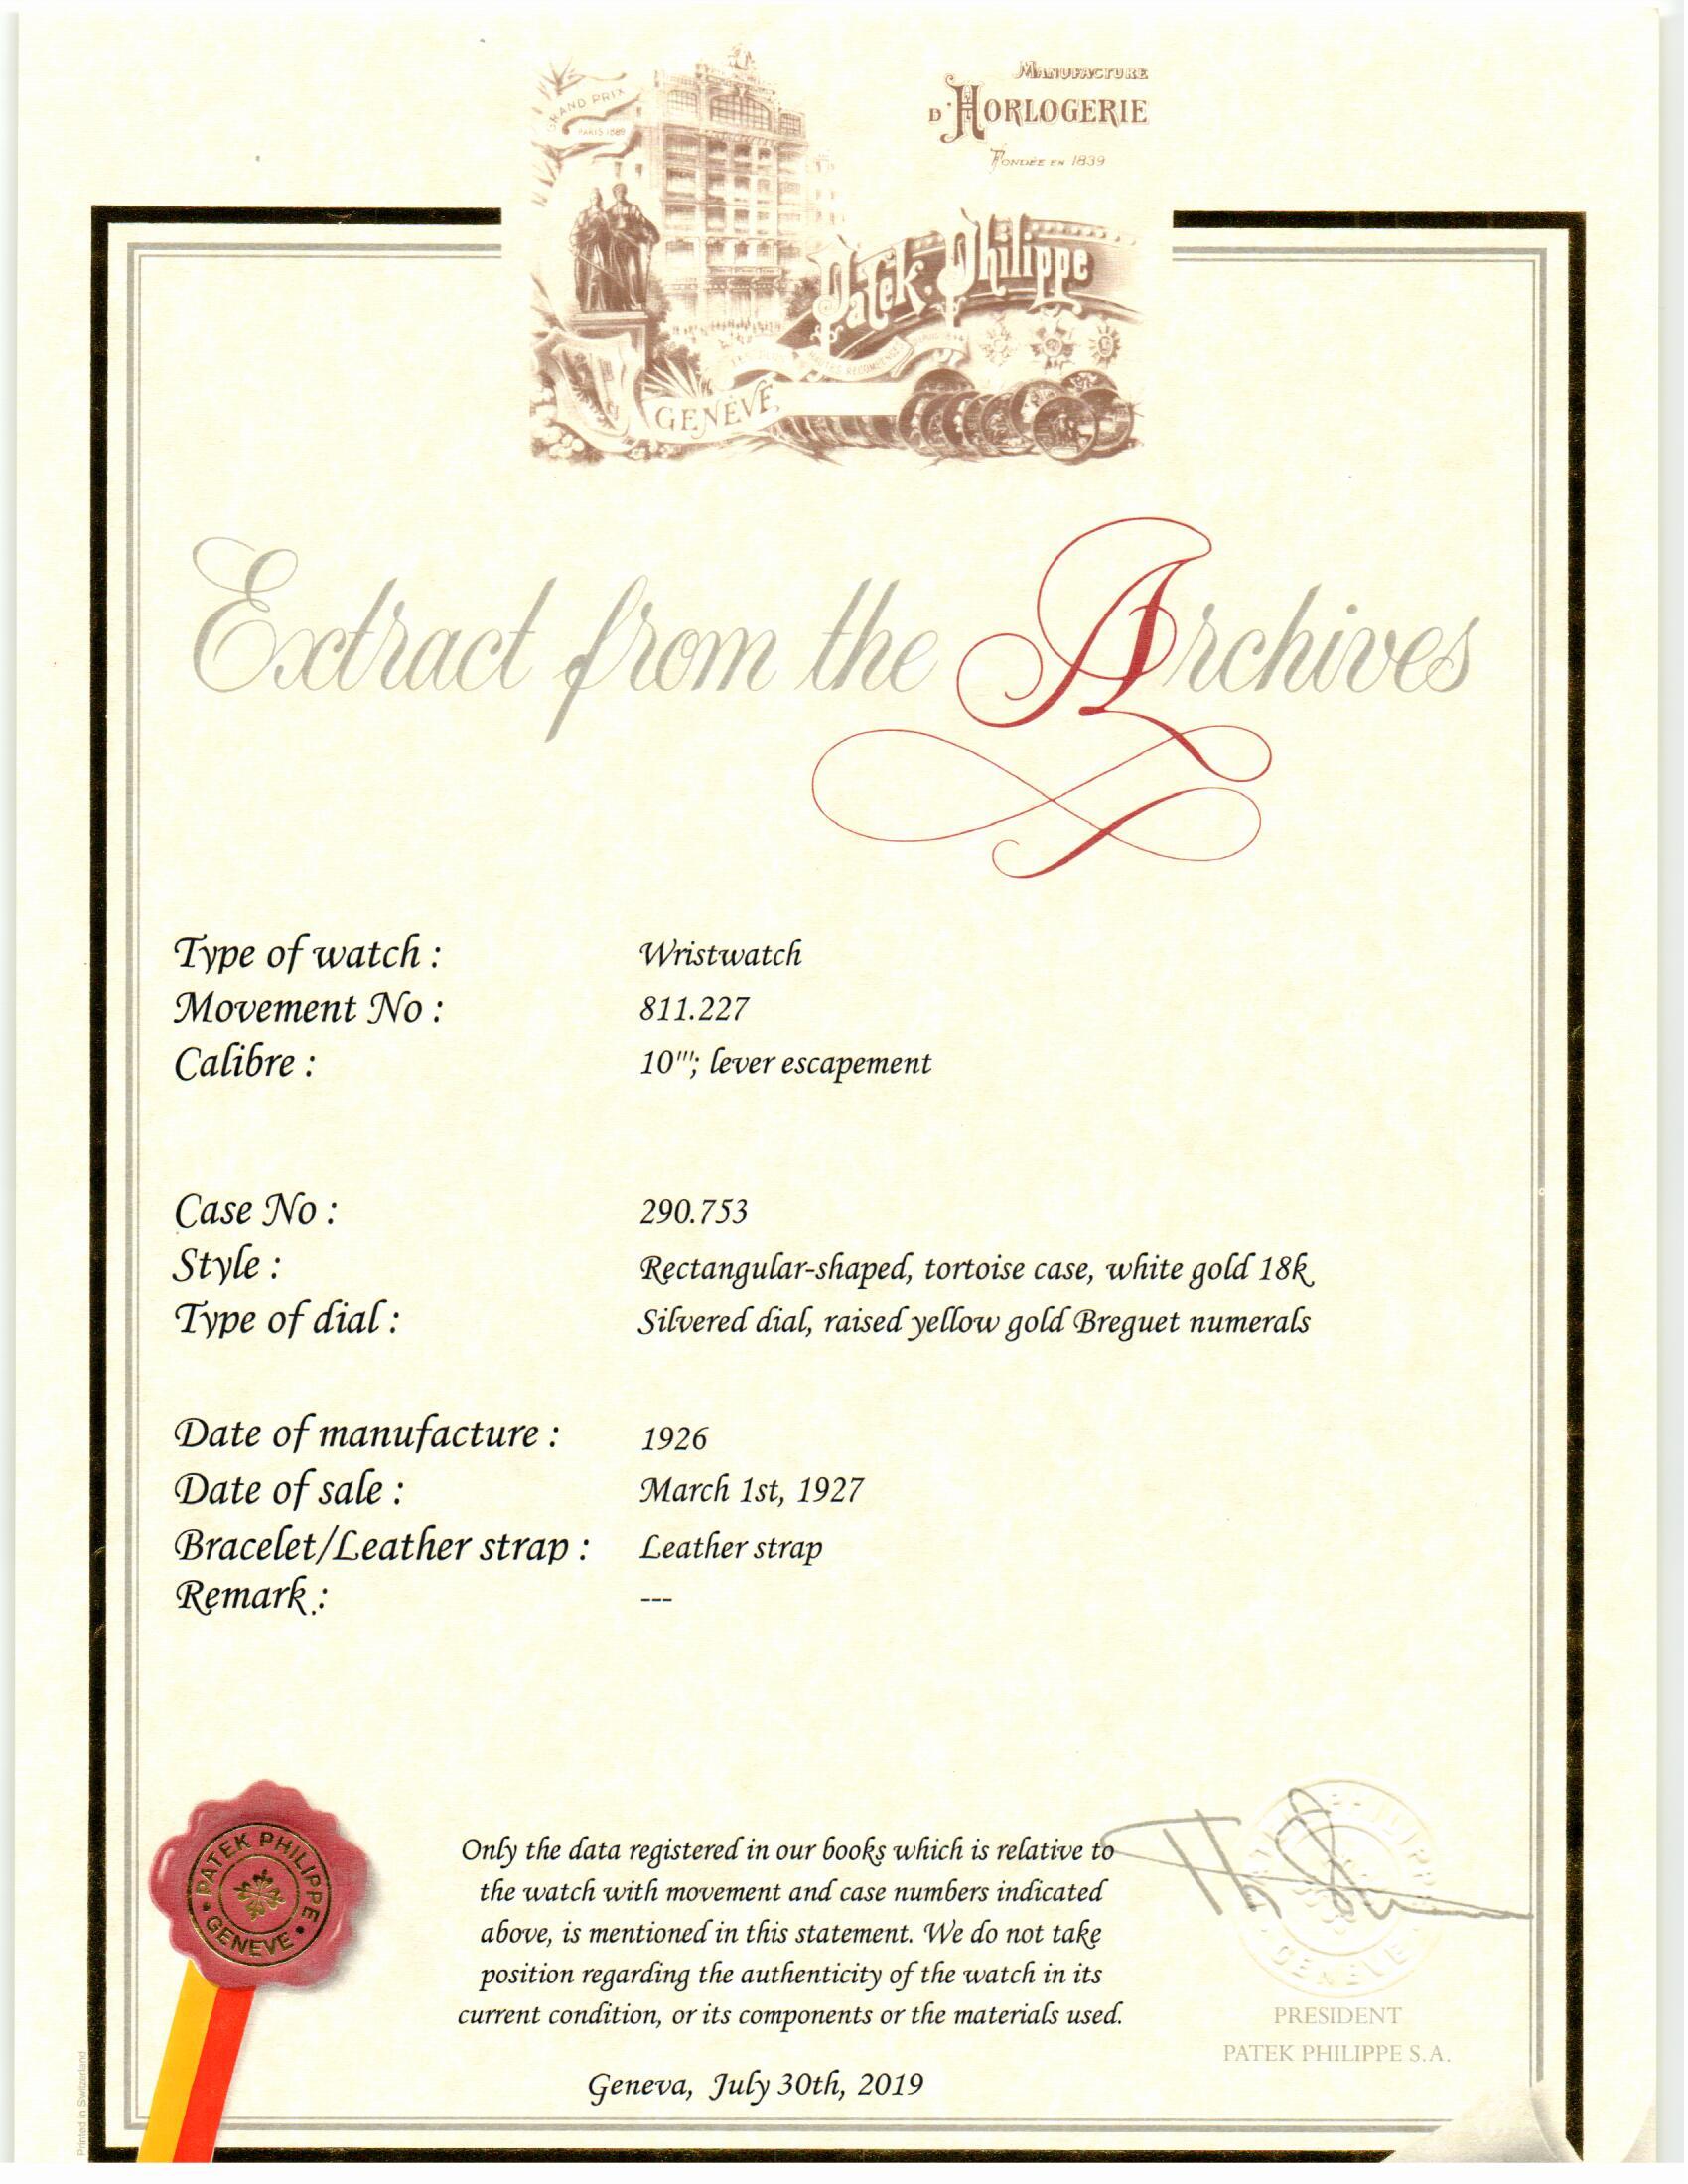 MANUFACTURE
D'HORLOGERIE
FONDÉE EN 1839
GRAND PRIX
PARIS 1889
Patek. Philippe
GENÈVE
Extract from the Archives
Type of watch : Wristwatch
Movement No : 811.227
Calibre : 10'''; lever escapement
Case No : 290.753
Style : Rectangular-shaped, tortoise case, white gold 18k
Type of dial : Silvered dial, raised yellow gold Breguet numerals
Date of manufacture : 1926
Date of sale : March 1st, 1927
Bracelet/Leather strap : Leather strap
Remark : ---
PATEK PHILIPPE
GENEVE
Only the data registered in our books which is relative to
the watch with movement and case numbers indicated
above, is mentioned in this statement. We do not take
position regarding the authenticity of the watch in its
current condition, or its components or the materials used.
Geneva, July 30th, 2019
PRESIDENT
PATEK PHILIPPE S.A.
Printed in Switzerland